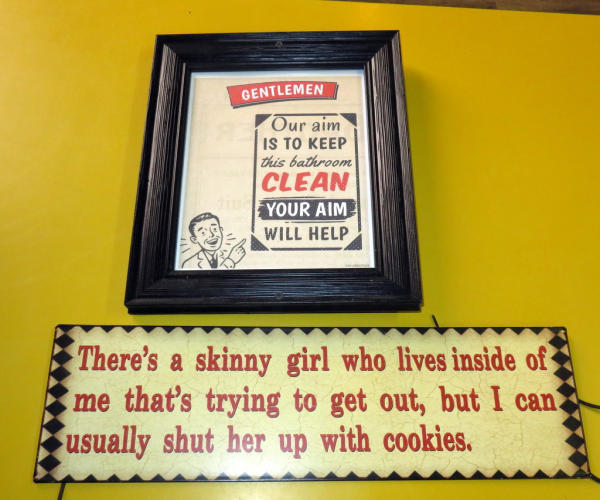 GENTLEMEN
Our aim
IS TO KEEP
this bathroom
CLEAN
YOUR AIM
WILL HELP
There's a skinny girl who lives inside of
me that's trying to get out, but I can
usually shut her up with cookies.